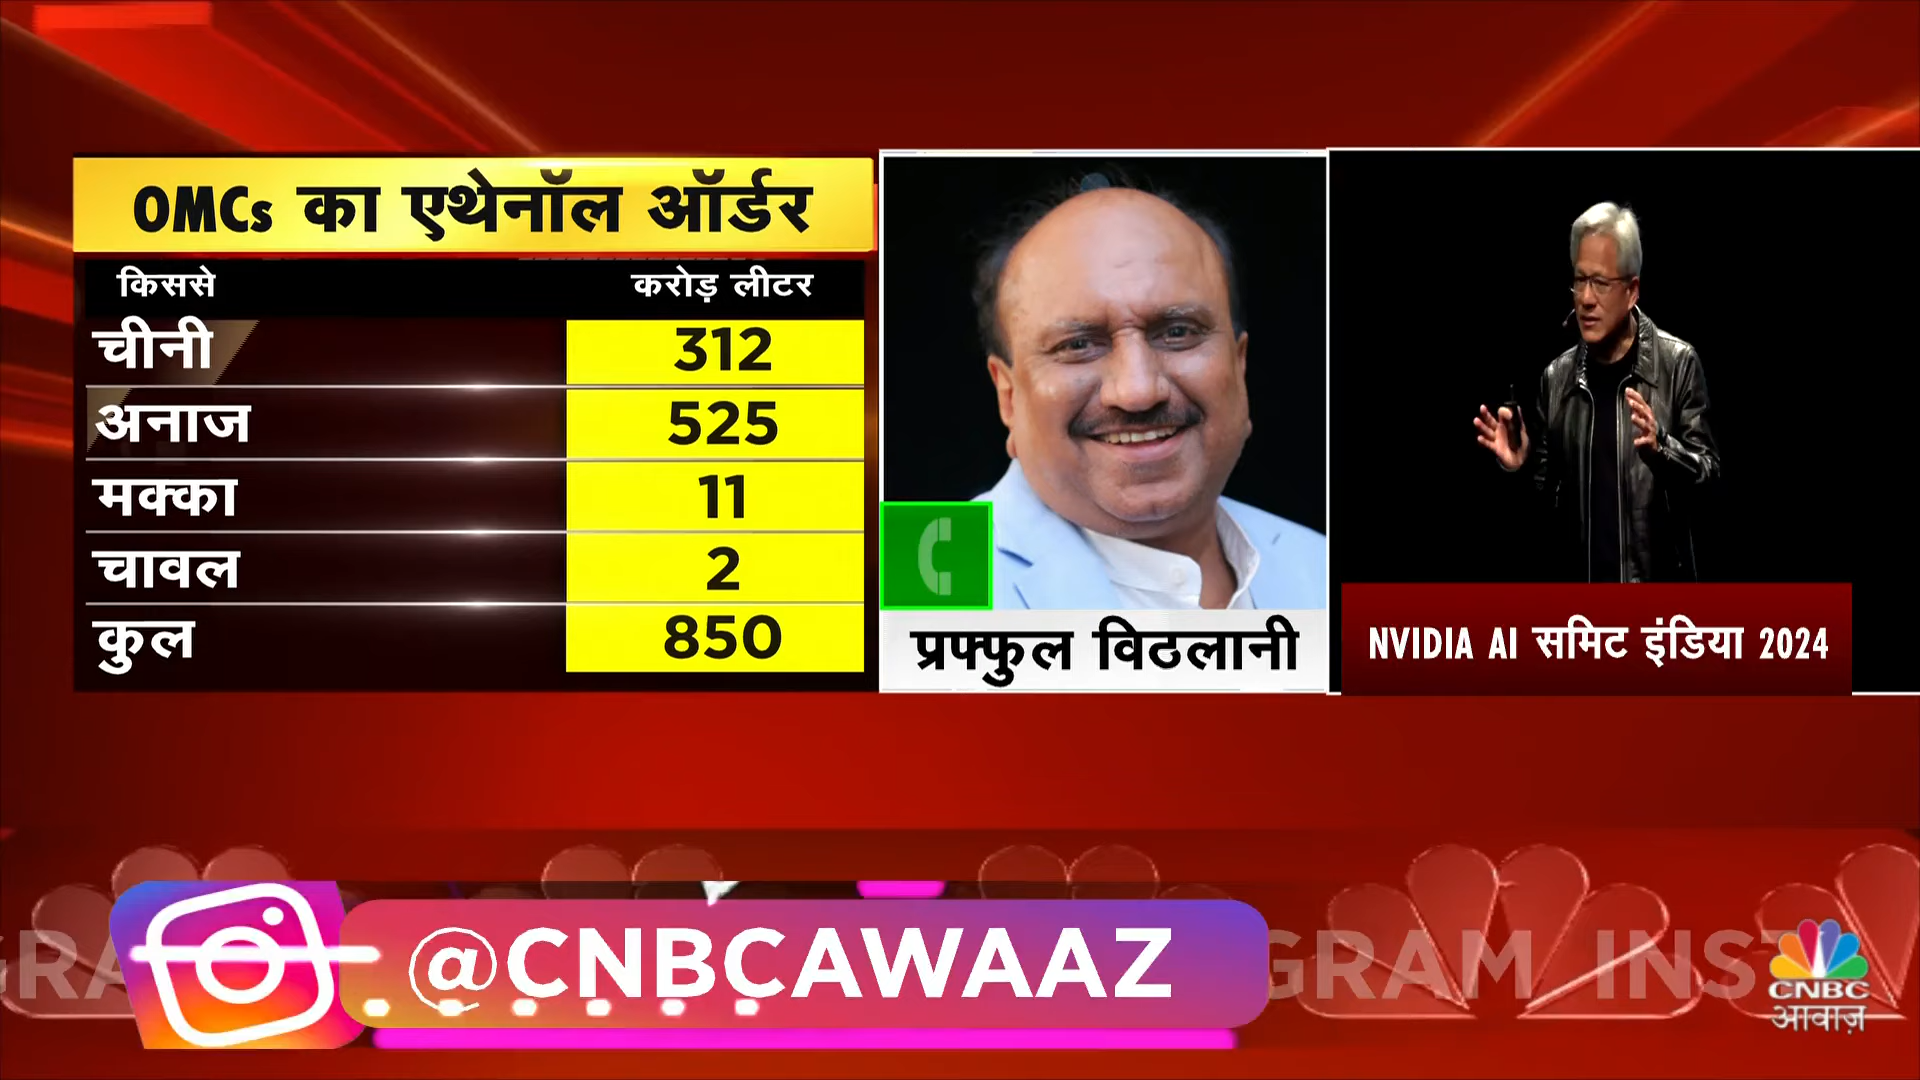 OMCs का एथेनॉल ऑर्डर
किससे करोड़ लीटर
चीनी 312
अनाज 525
मक्का 11
चावल 2
कुल 850
प्रफ्फुल विठलानी
NVIDIA AI समिट इंडिया 2024
@CNBCAWAAZ
GRAM INST
CNBC
आवाज़